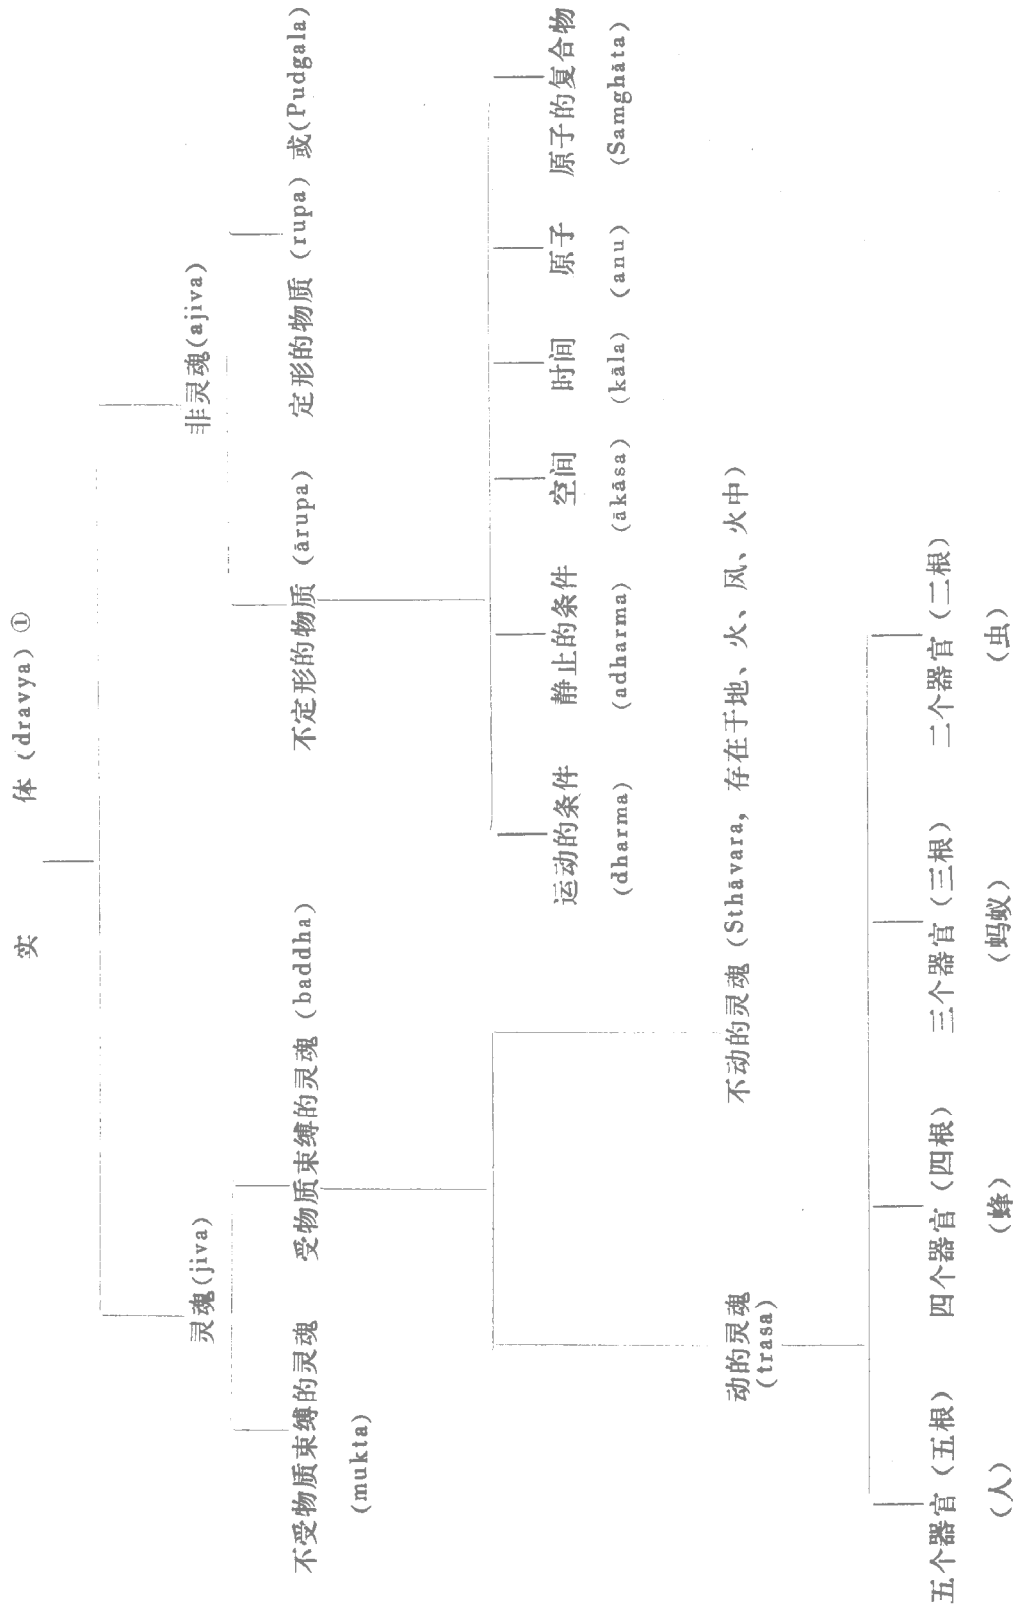 实 体（dravya）①
灵魂(jiva) 非灵魂(ajiva)
不受物质束缚的灵魂 受物质束缚的灵魂（baddha） 不定形的物质（ārupa） 定形的物质（rupa）或(Pudgala)
（mukta）
运动的条件 静止的条件 空间 时间 原子 原子的复合物
（dharma） （adharma） （ākāsa） （kāla） （anu） （Samghāta）
动的灵魂 不动的灵魂（Sthāvara，存在于地、火、风、火中）
（trasa）
五个器官（五根） 四个器官（四根） 三个器官（三根） 二个器官（二根）
（人） （蜂） （蚂蚁） （虫）